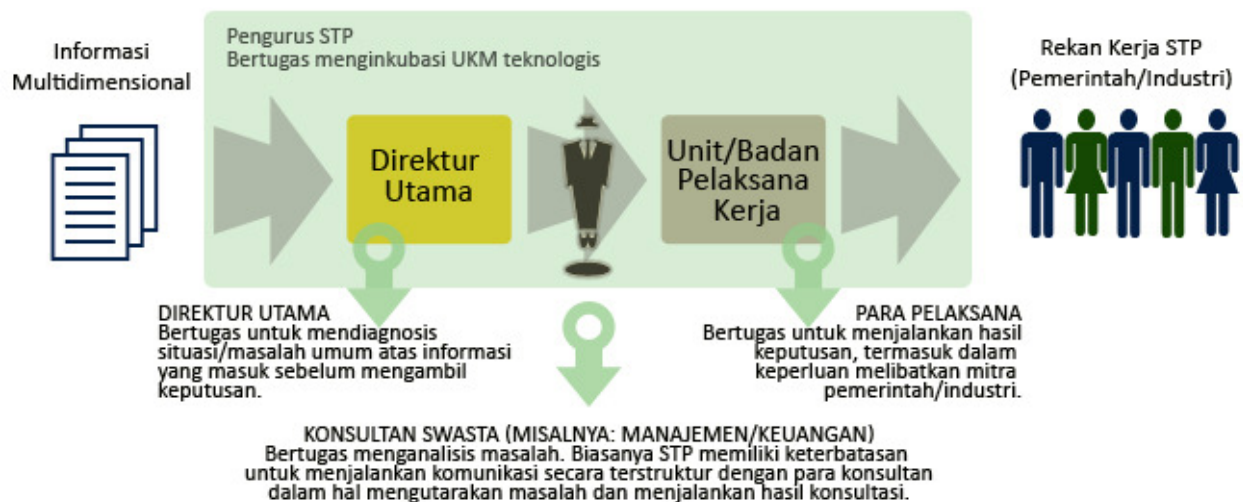 Informasi
Multidimensional
Pengurus STP
Bertugas menginkubasi UKM teknologis
Direktur
Utama
Unit/Badan
Pelaksana
Kerja
Rekan Kerja STP
(Pemerintah/Industri)
DIREKTUR UTAMA
Bertugas untuk mendiagnosis
situasi/masalah umum atas informasi
yang masuk sebelum mengambil
keputusan.
PARA PELAKSANA
Bertugas untuk menjalankan hasil
keputusan, termasuk dalam
keperluan melibatkan mitra
pemerintah/industri.
KONSULTAN SWASTA (MISALNYA: MANAJEMEN/KEUANGAN)
Bertugas menganalisis masalah. Biasanya STP memiliki keterbatasan
untuk menjalankan komunikasi secara terstruktur dengan para konsultan
dalam hal mengutarakan masalah dan menjalankan hasil konsultasi.